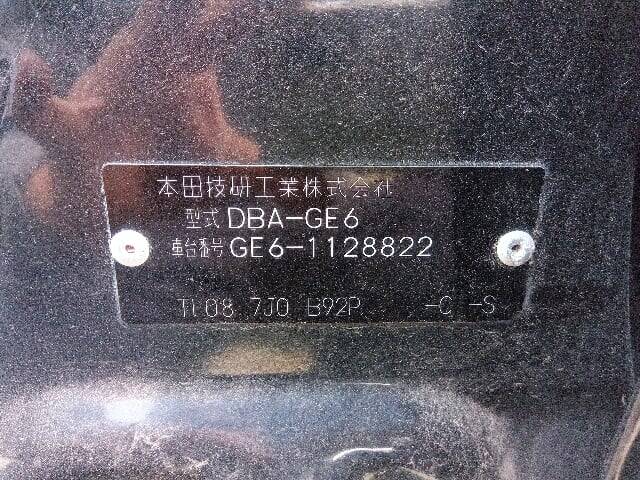 本田技研工業株式会社
型式 DBA-GE6
車台番号 GE6-1128822
TL08 7J0 B92P -C -S